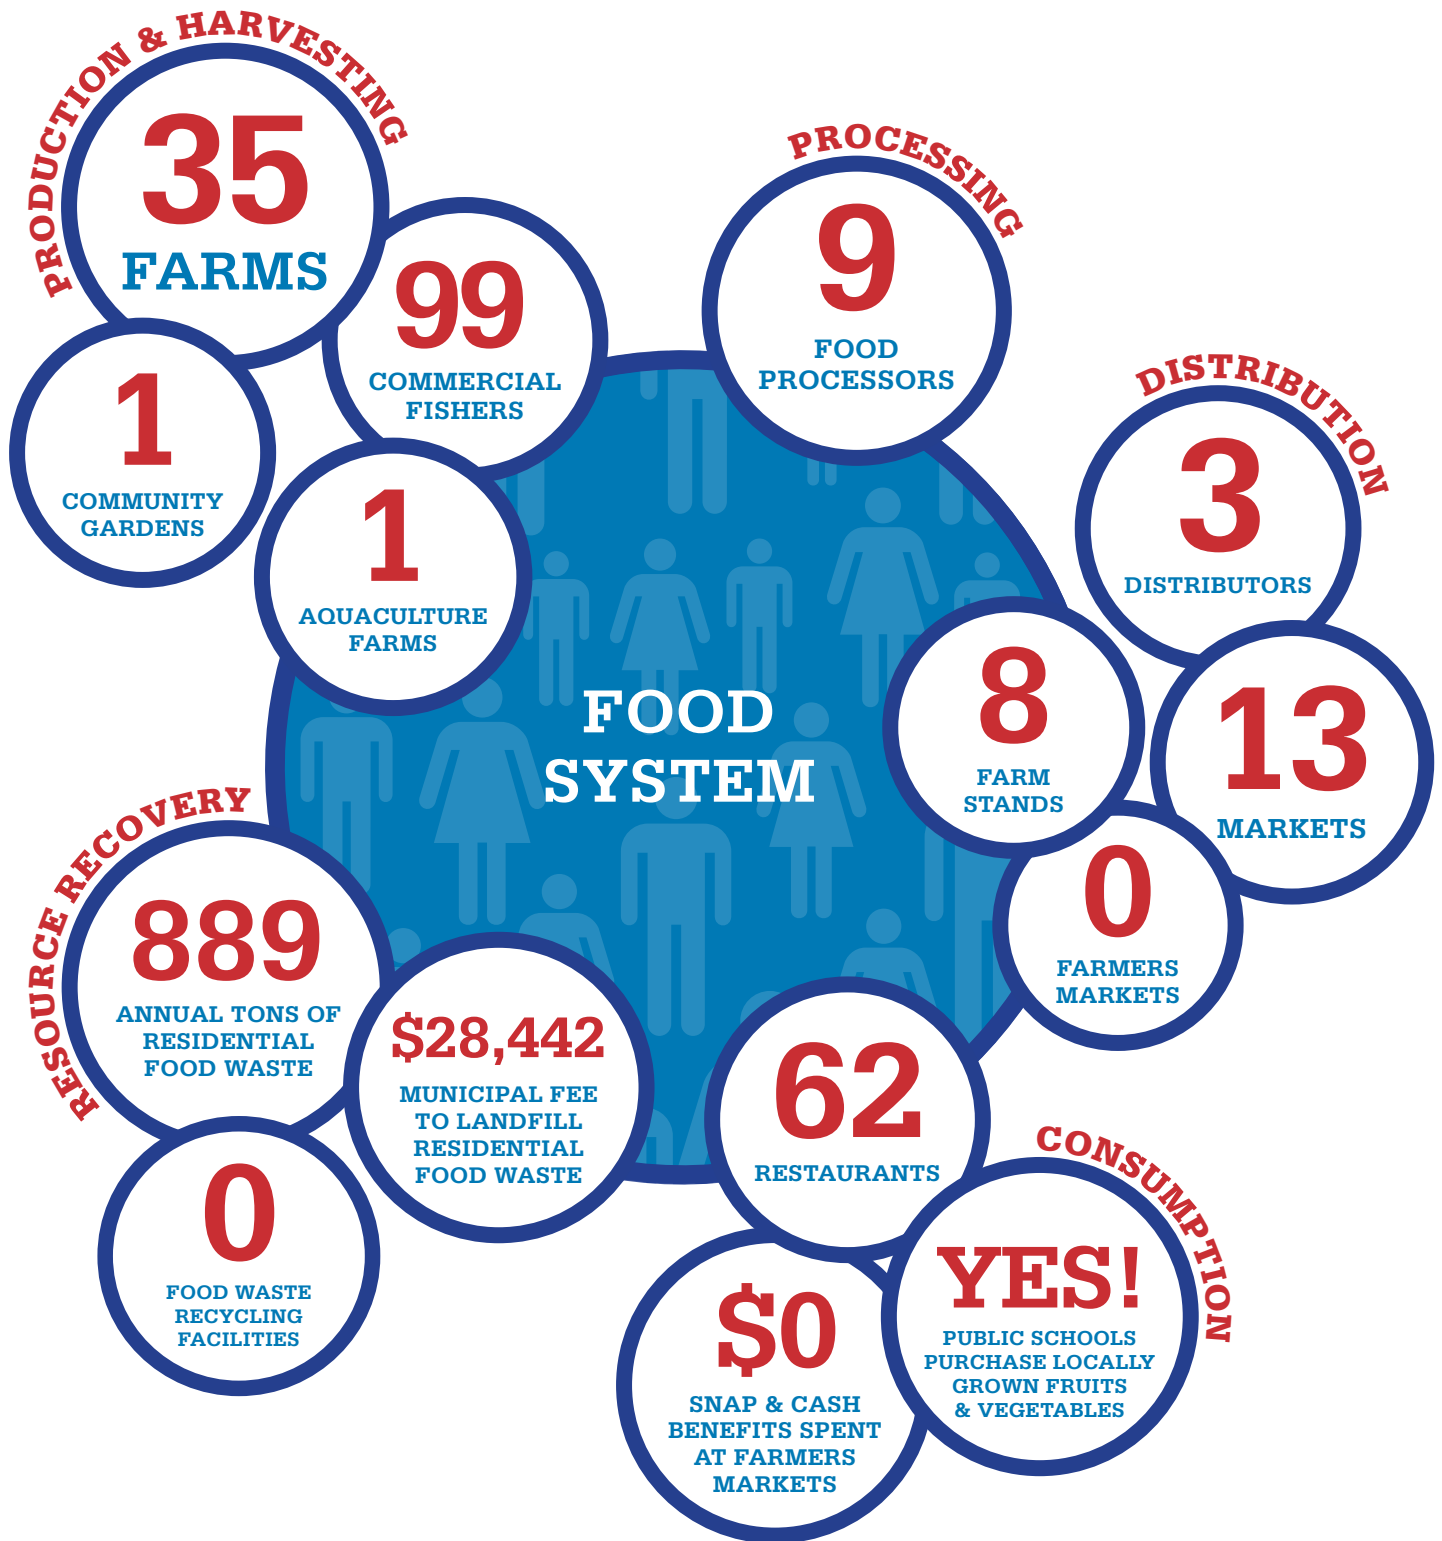 PRODUCTION & HARVESTING
35
FARMS
99
COMMERCIAL
FISHERS
1
COMMUNITY
GARDENS
1
AQUACULTURE
FARMS
PROCESSING
9
FOOD
PROCESSORS
DISTRIBUTION
3
DISTRIBUTORS
8
FARM
STANDS
13
MARKETS
0
FARMERS
MARKETS
FOOD
SYSTEM
RESOURCE RECOVERY
889
ANNUAL TONS OF
RESIDENTIAL
FOOD WASTE
$28,442
MUNICIPAL FEE
TO LANDFILL
RESIDENTIAL
FOOD WASTE
0
FOOD WASTE
RECYCLING
FACILITIES
CONSUMPTION
62
RESTAURANTS
YES!
PUBLIC SCHOOLS
PURCHASE LOCALLY
GROWN FRUITS
& VEGETABLES
$0
SNAP & CASH
BENEFITS SPENT
AT FARMERS
MARKETS